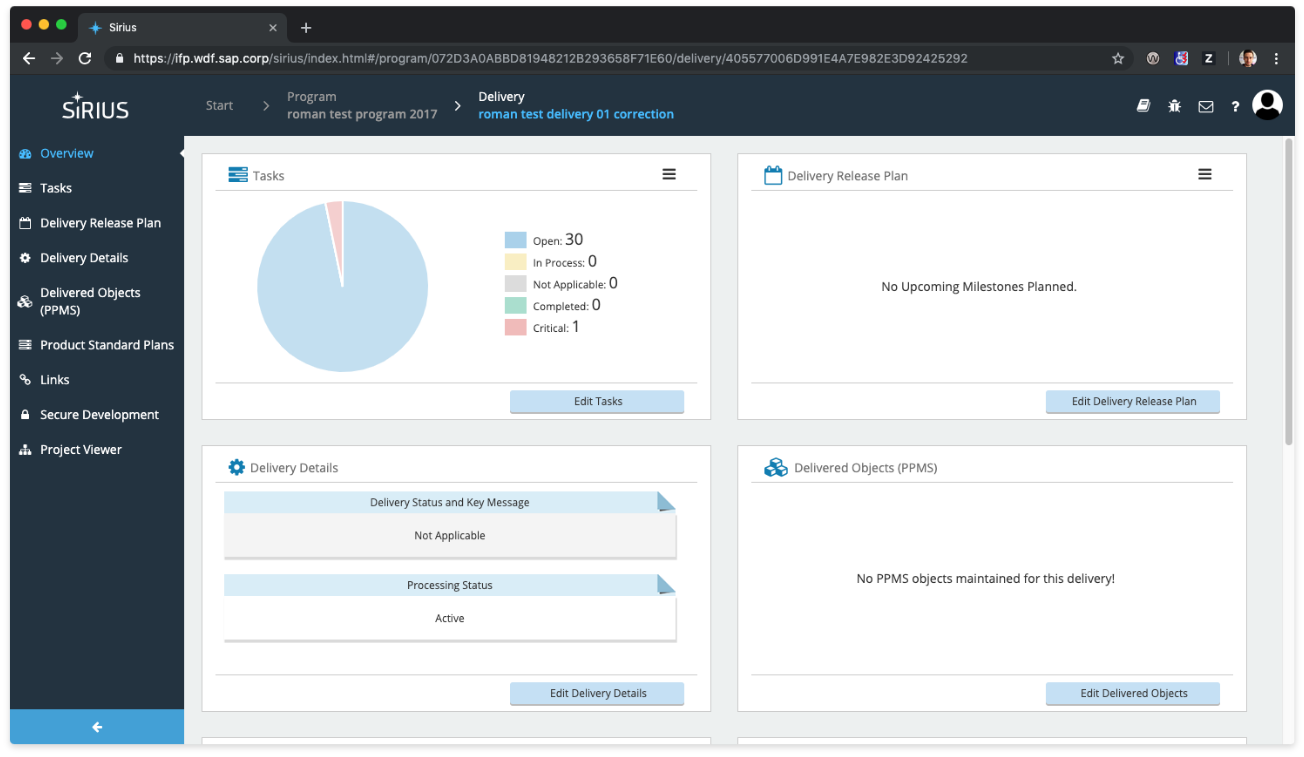 Sirius
https://ifp.wdf.sap.corp/sirius/index.html#/program/072D3A0ABBD81948212B293658F71E60/delivery/405577006D991E4A7E982E3D92425292
SiRIUS
Start
Program
roman test program 2017
Delivery
roman test delivery 01 correction
?
Overview
Tasks
Delivery Release Plan
Delivery Details
Delivered Objects
(PPMS)
Product Standard Plans
Links
Secure Development
Project Viewer
Tasks
Open: 30
In Process: 0
Not Applicable: 0
Completed: 0
Critical: 1
Edit Tasks
Delivery Release Plan
No Upcoming Milestones Planned.
Edit Delivery Release Plan
Delivery Details
Delivery Status and Key Message
Not Applicable
Processing Status
Active
Edit Delivery Details
Delivered Objects (PPMS)
No PPMS objects maintained for this delivery!
Edit Delivered Objects